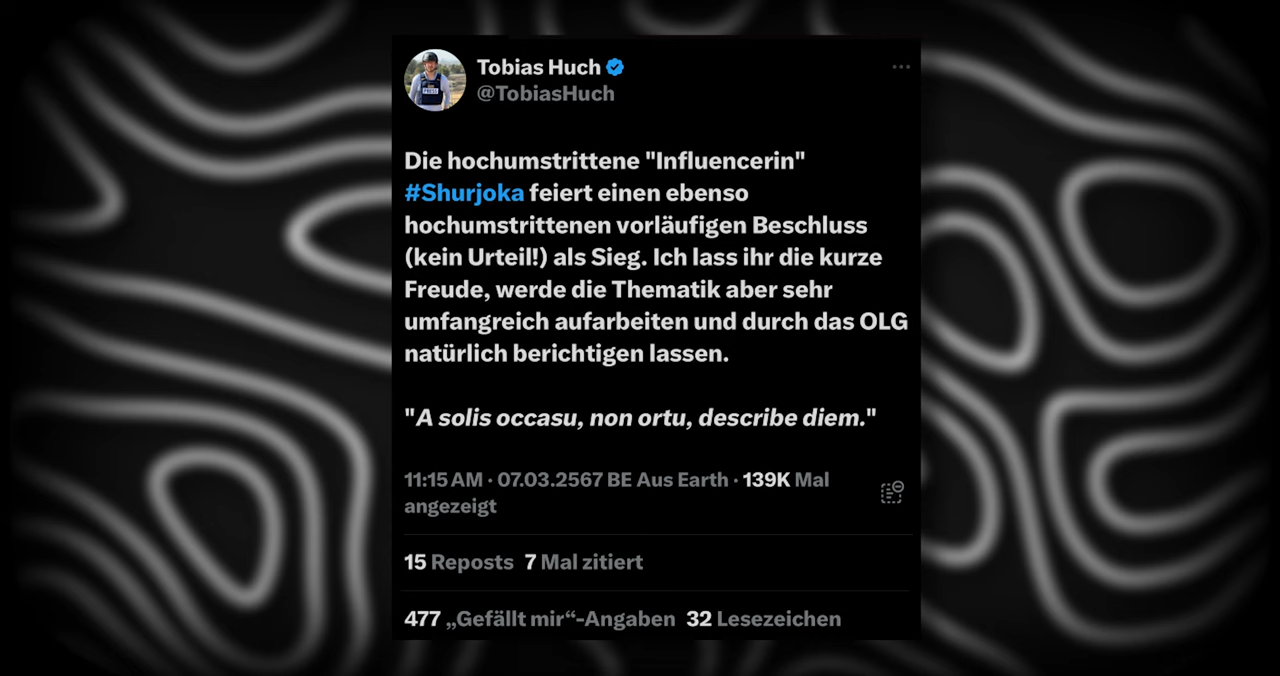 Tobias Huch
@TobiasHuch
PRESS
Die hochumstrittene "Influencerin"
#Shurjoka feiert einen ebenso
hochumstrittenen vorläufigen Beschluss
(kein Urteil!) als Sieg. Ich lass ihr die kurze
Freude, werde die Thematik aber sehr
umfangreich aufarbeiten und durch das OLG
natürlich berichtigen lassen.
"A solis occasu, non ortu, describe diem."
11:15 AM · 07.03.2567 BE Aus Earth · 139K Mal
angezeigt
15 Reposts 7 Mal zitiert
477 „Gefällt mir“-Angaben 32 Lesezeichen